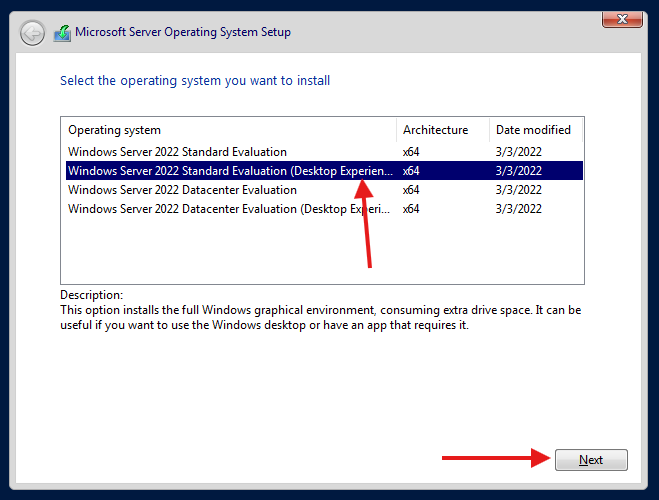 Microsoft Server Operating System Setup
Select the operating system you want to install
Operating system Architecture Date modified
Windows Server 2022 Standard Evaluation x64 3/3/2022
Windows Server 2022 Standard Evaluation (Desktop Experien... x64 3/3/2022
Windows Server 2022 Datacenter Evaluation x64 3/3/2022
Windows Server 2022 Datacenter Evaluation (Desktop Experi... x64 3/3/2022
Description:
This option installs the full Windows graphical environment, consuming extra drive space. It can be
useful if you want to use the Windows desktop or have an app that requires it.
Next